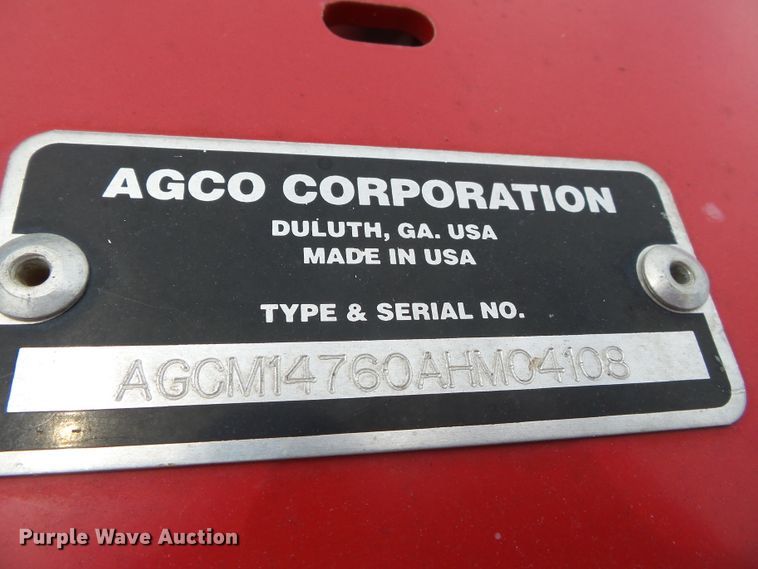 AGCO CORPORATION
DULUTH, GA. USA
MADE IN USA
TYPE & SERIAL NO.
AGCM14760AHM04108
Purple Wave Auction